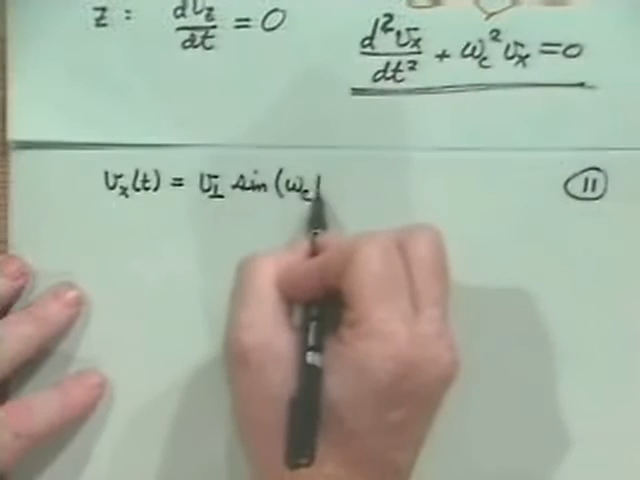 z : dv_z/dt = 0
d²v_x/dt² + ω_c² v_x = 0
v_x(t) = v_⊥ sin(ω_c
11